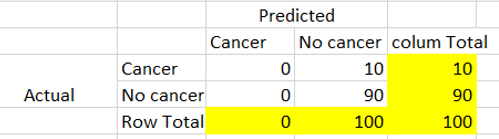 Predicted
Cancer No cancer colum Total
Cancer 0 10 10
Actual No cancer 0 90 90
Row Total 0 100 100